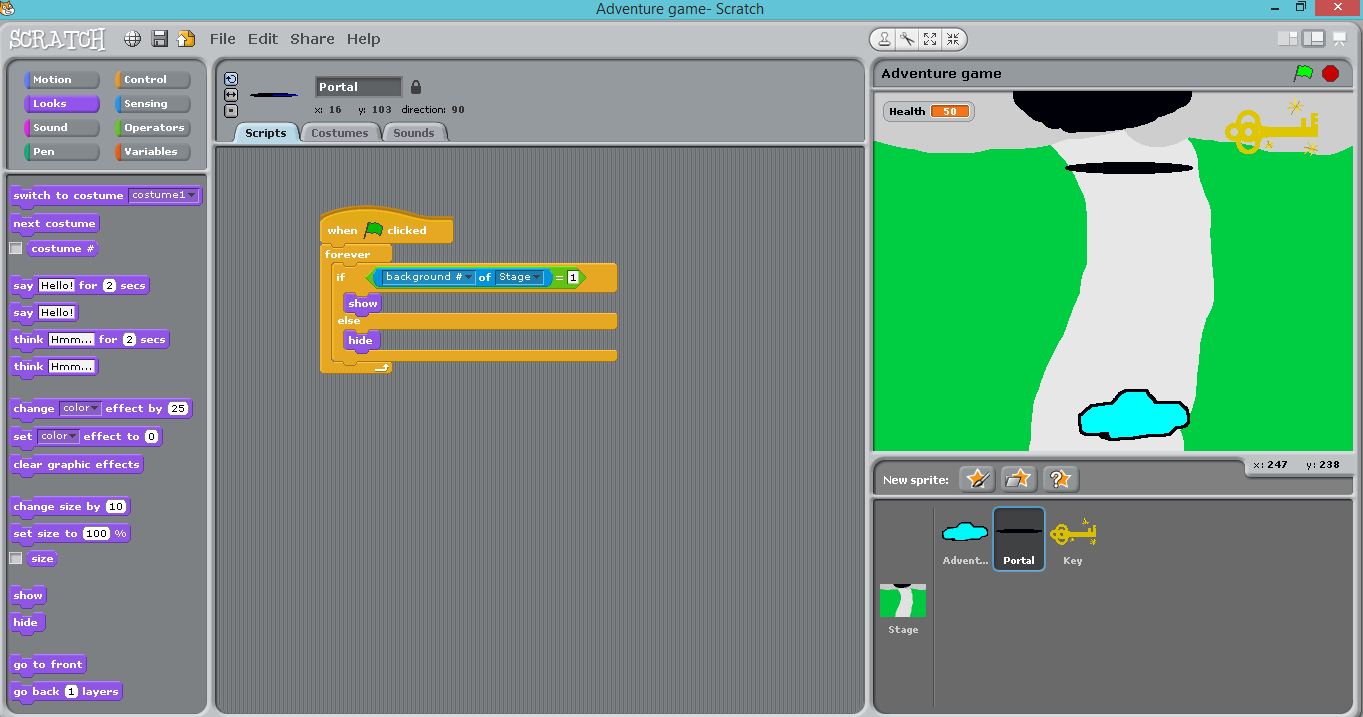 Adventure game- Scratch
SCRATCH File Edit Share Help
Motion Control
Looks Sensing
Sound Operators
Pen Variables
switch to costume costume1
next costume
costume #
say Hello! for 2 secs
say Hello!
think Hmm... for 2 secs
think Hmm...
change color effect by 25
set color effect to 0
clear graphic effects
change size by 10
set size to 100 %
size
show
hide
go to front
go back 1 layers
Portal
x: 16 y: 103 direction: 90
Scripts Costumes Sounds
when clicked
forever
if background # of Stage = 1
show
else
hide
Adventure game
Health 50
x: 247 y: 238
New sprite:
Advent... Portal Key
Stage